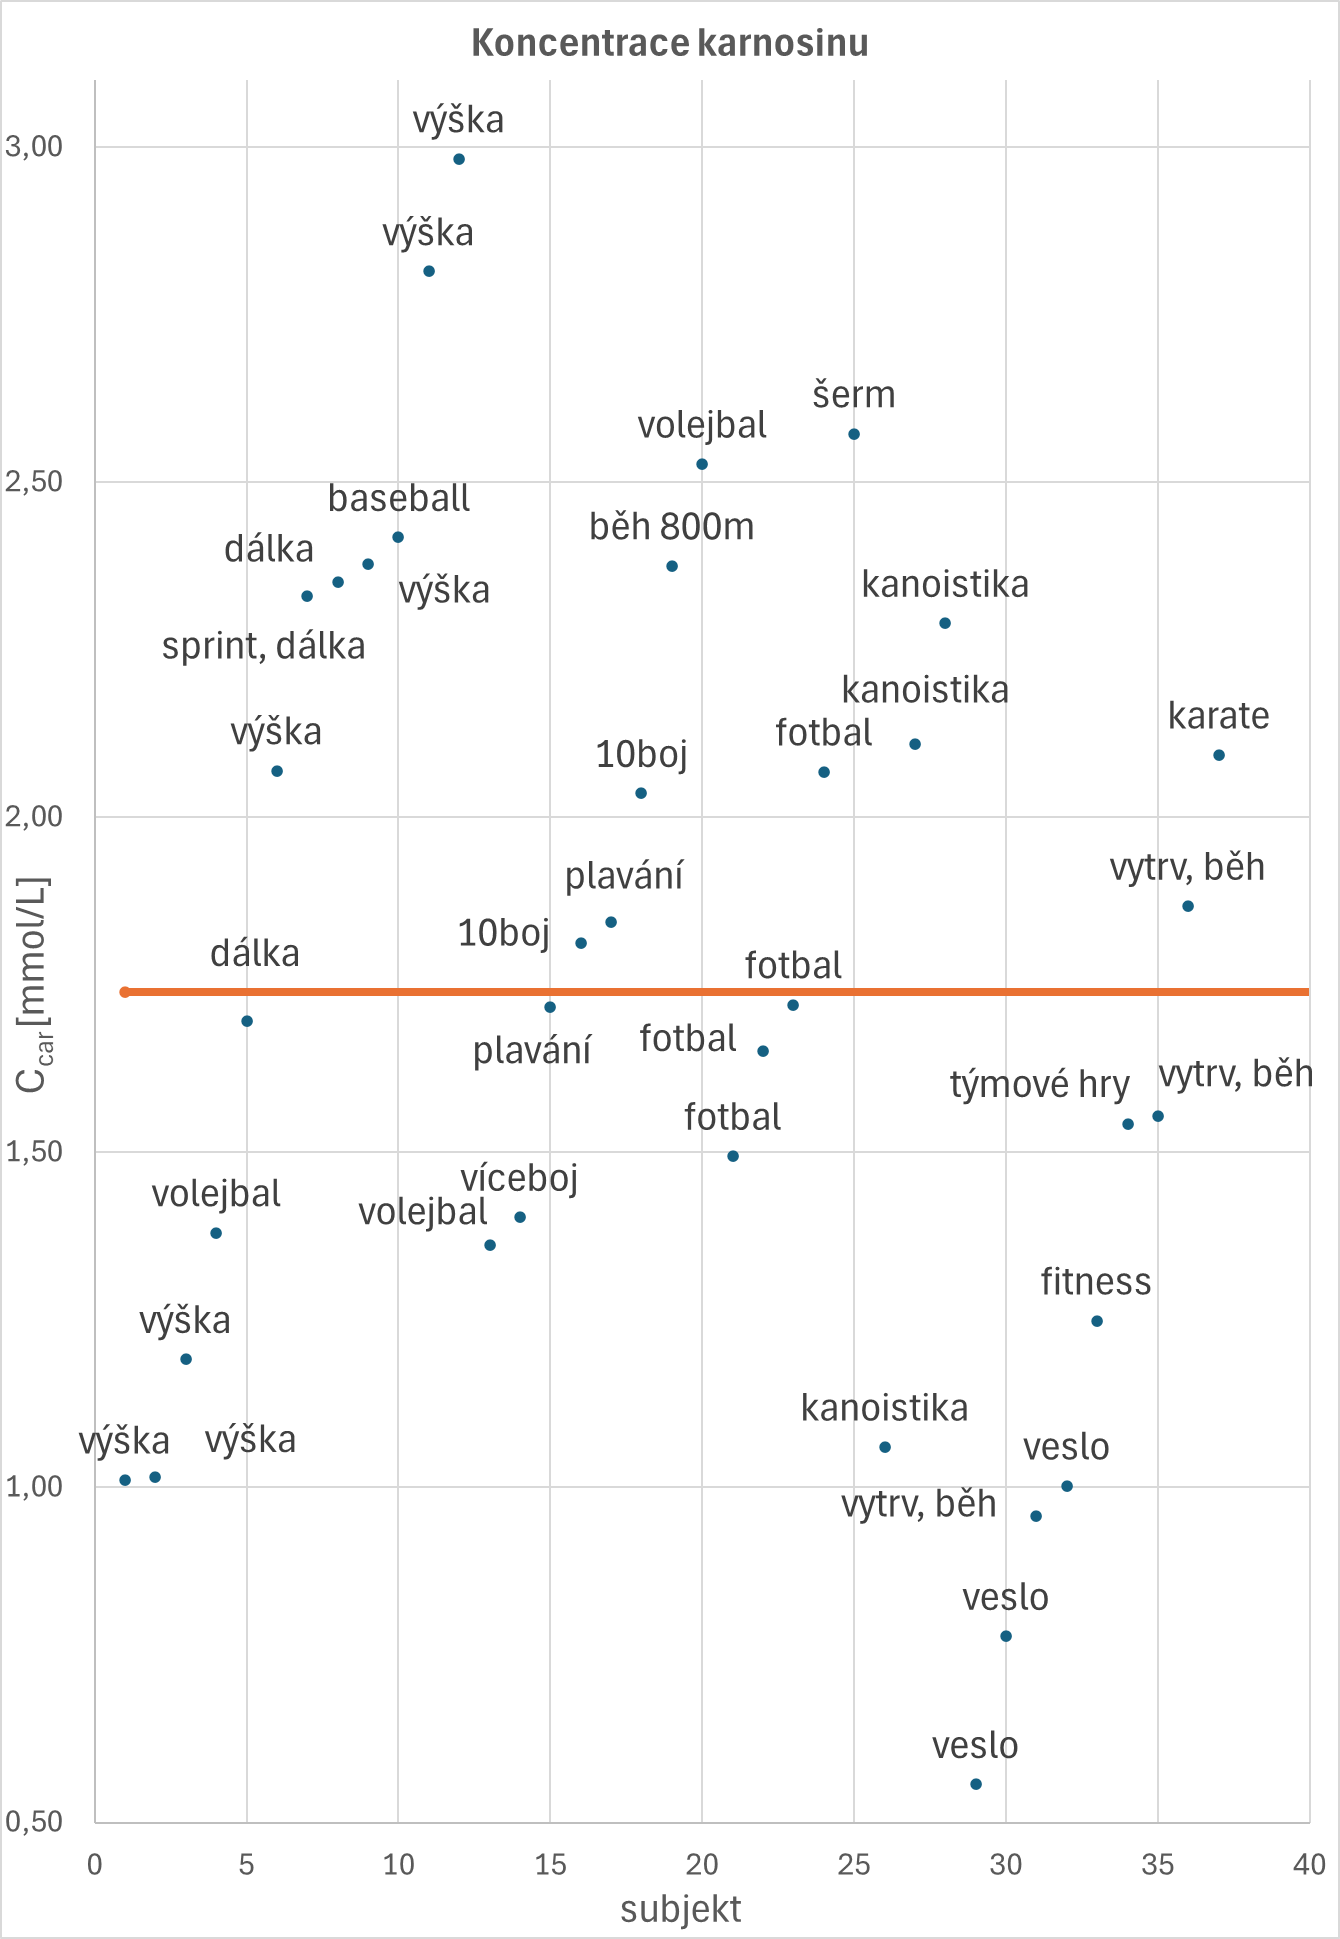 Koncentrace karnosinu
výška
3,00
výška
šerm
volejbal
2,50
baseball
běh 800m
dálka
kanoistika
výška
sprint, dálka
kanoistika
karate
výška
fotbal
10boj
2,00
vytrv, běh
plavání
10boj
dálka
fotbal
Ccar[mmol/L]
fotbal
plavání
vytrv, běh
týmové hry
fotbal
1,50
víceboj
volejbal
volejbal
fitness
výška
kanoistika
výška
výška
veslo
1,00
vytrv, běh
veslo
veslo
0,50
0 5 10 15 20 25 30 35 40
subjekt